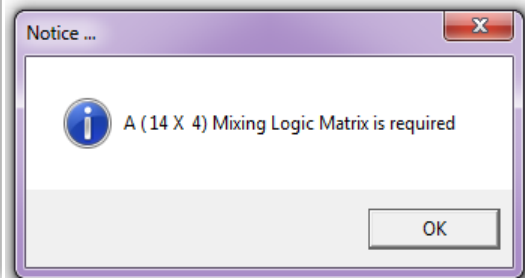 Notice ...
A ( 14 X 4) Mixing Logic Matrix is required
OK